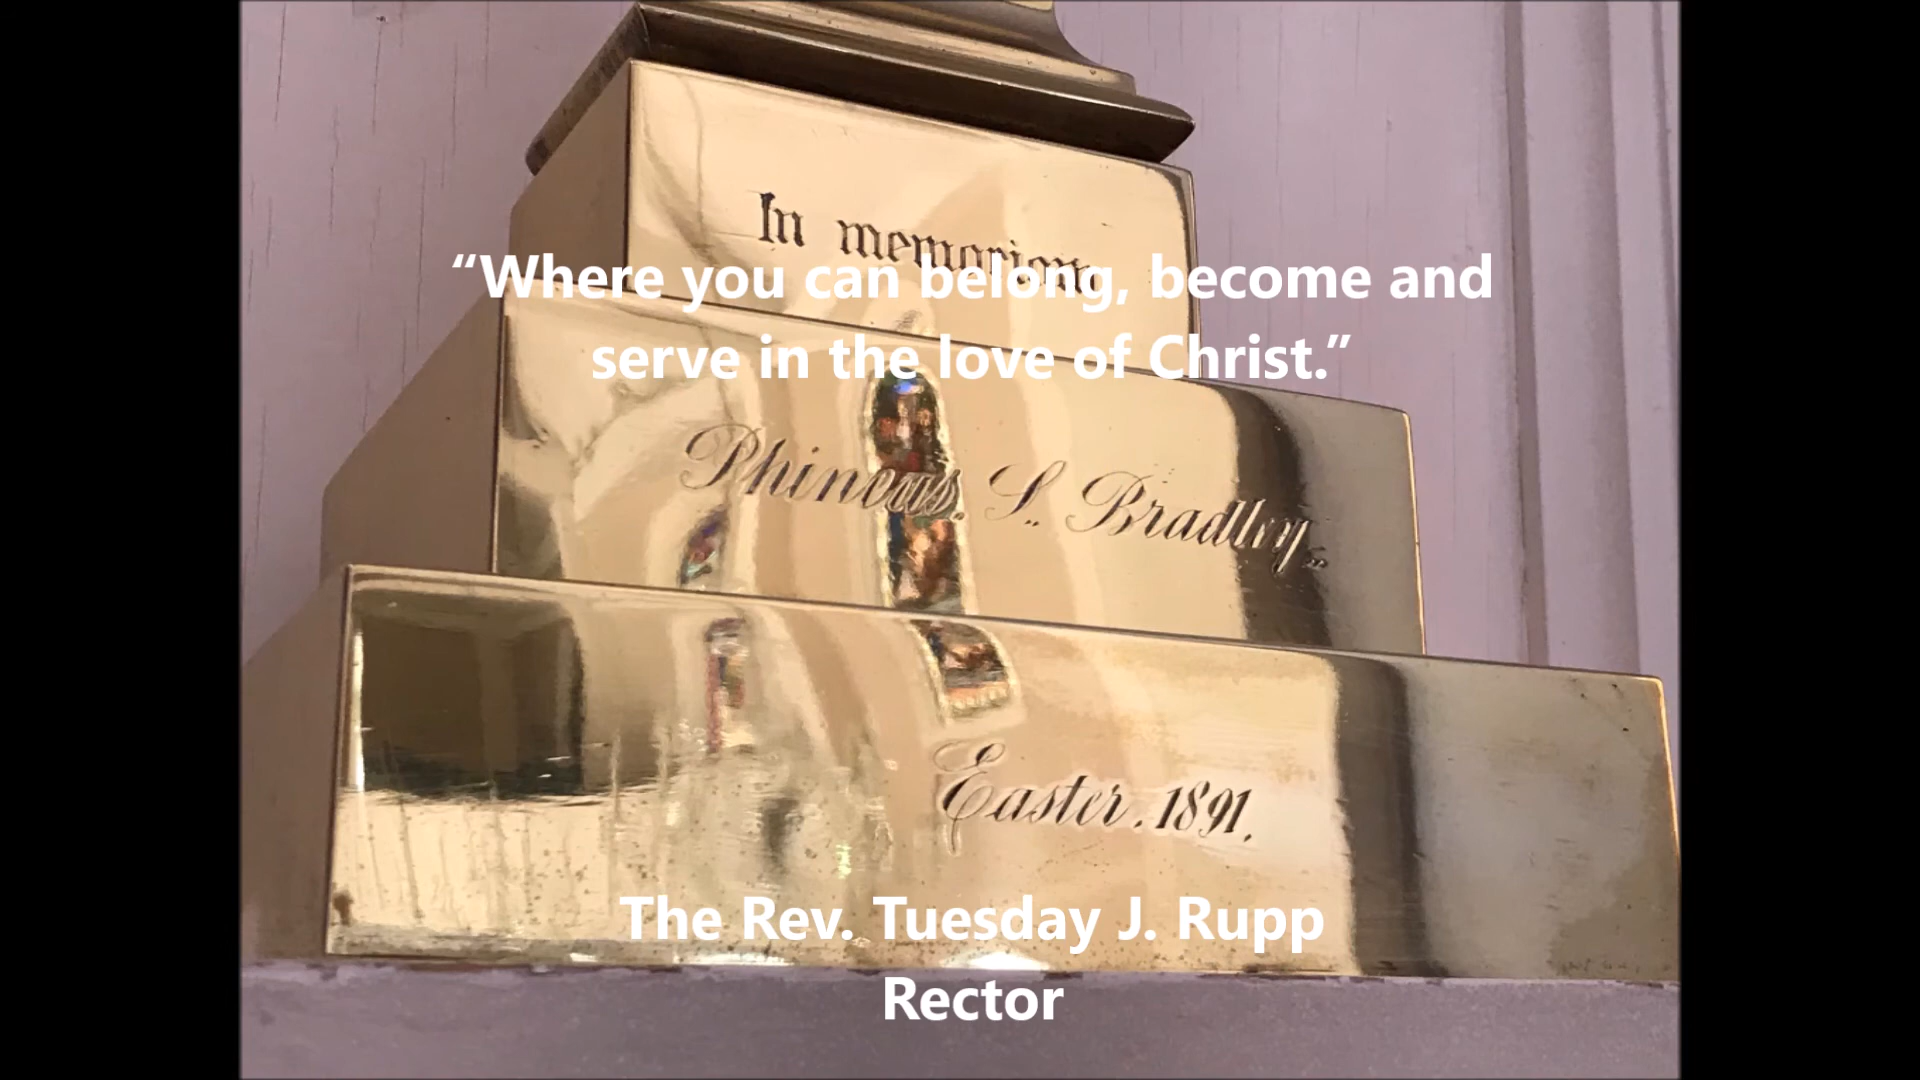 In memoriam
“Where you can belong, become and
serve in the love of Christ.”
Phineas. S.. Bradley
Easter. 1891.
The Rev. Tuesday J. Rupp
Rector